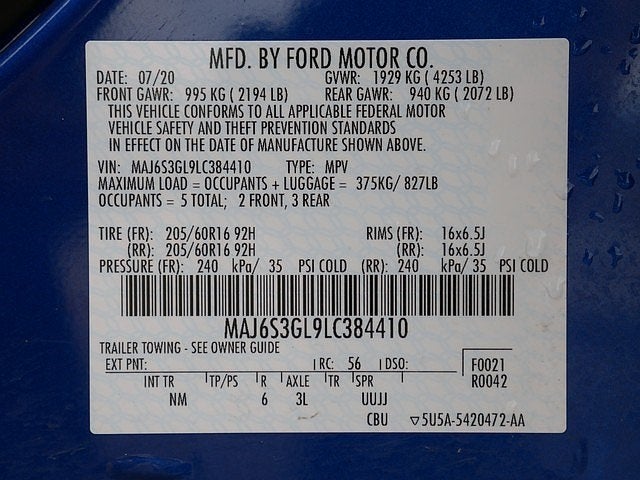 MFD. BY FORD MOTOR CO.
DATE: 07/20 GVWR: 1929 KG ( 4253 LB)
FRONT GAWR: 995 KG ( 2194 LB) REAR GAWR: 940 KG ( 2072 LB)
THIS VEHICLE CONFORMS TO ALL APPLICABLE FEDERAL MOTOR
VEHICLE SAFETY AND THEFT PREVENTION STANDARDS
IN EFFECT ON THE DATE OF MANUFACTURE SHOWN ABOVE.
VIN: MAJ6S3GL9LC384410 TYPE: MPV
MAXIMUM LOAD = OCCUPANTS + LUGGAGE = 375KG/ 827LB
OCCUPANTS = 5 TOTAL; 2 FRONT, 3 REAR
TIRE (FR): 205/60R16 92H RIMS (FR): 16x6.5J
(RR): 205/60R16 92H (RR): 16x6.5J
PRESSURE (FR): 240 kPa/ 35 PSI COLD (RR): 240 kPa/ 35 PSI COLD
MAJ6S3GL9LC384410
TRAILER TOWING - SEE OWNER GUIDE
EXT PNT: RC: 56 DSO: F0021
INT TR TP/PS R AXLE TR SPR R0042
NM 6 3L UUJJ
CBU ▽5U5A-5420472-AA